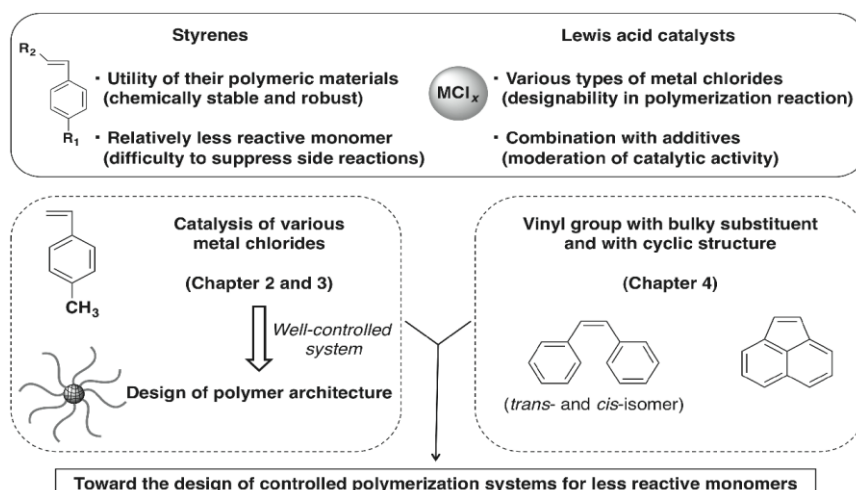 Styrenes
R2
R1
・Utility of their polymeric materials
(chemically stable and robust)
・Relatively less reactive monomer
(difficulty to suppress side reactions)
Lewis acid catalysts
MClx
・Various types of metal chlorides
(designability in polymerization reaction)
・Combination with additives
(moderation of catalytic activity)
CH3
Catalysis of various
metal chlorides
(Chapter 2 and 3)
Well-controlled
system
Design of polymer architecture
Vinyl group with bulky substituent
and with cyclic structure
(Chapter 4)
(trans- and cis-isomer)
Toward the design of controlled polymerization systems for less reactive monomers